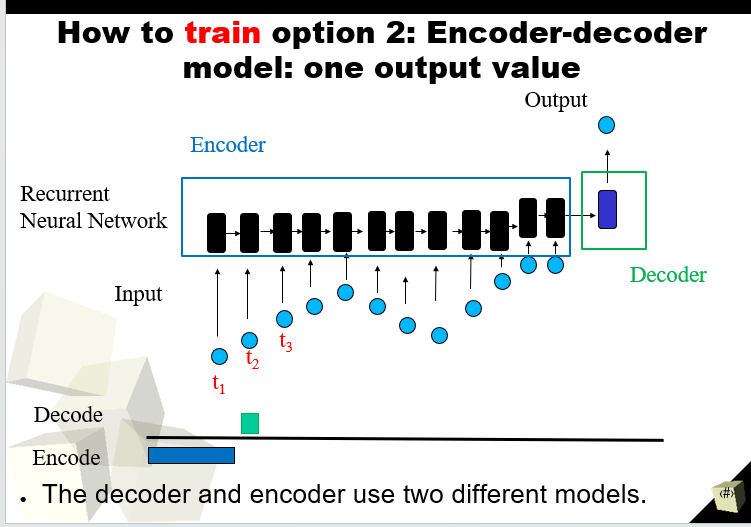 How to train option 2: Encoder-decoder
model: one output value
Output
Encoder
Recurrent
Neural Network
Decoder
Input
t3
t2
t1
Decode
Encode
• The decoder and encoder use two different models.
‹#›